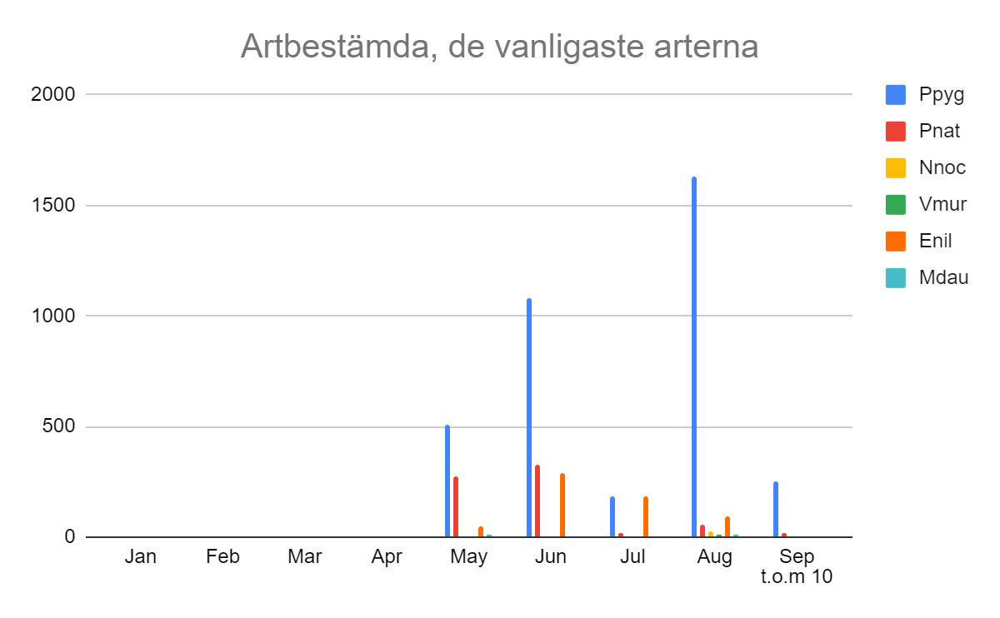 Artbestämda, de vanligaste arterna
2000
1500
1000
500
0
Jan
Feb
Mar
Apr
May
Jun
Jul
Aug
Sep
t.o.m 10
Ppyg
Pnat
Nnoc
Vmur
Enil
Mdau